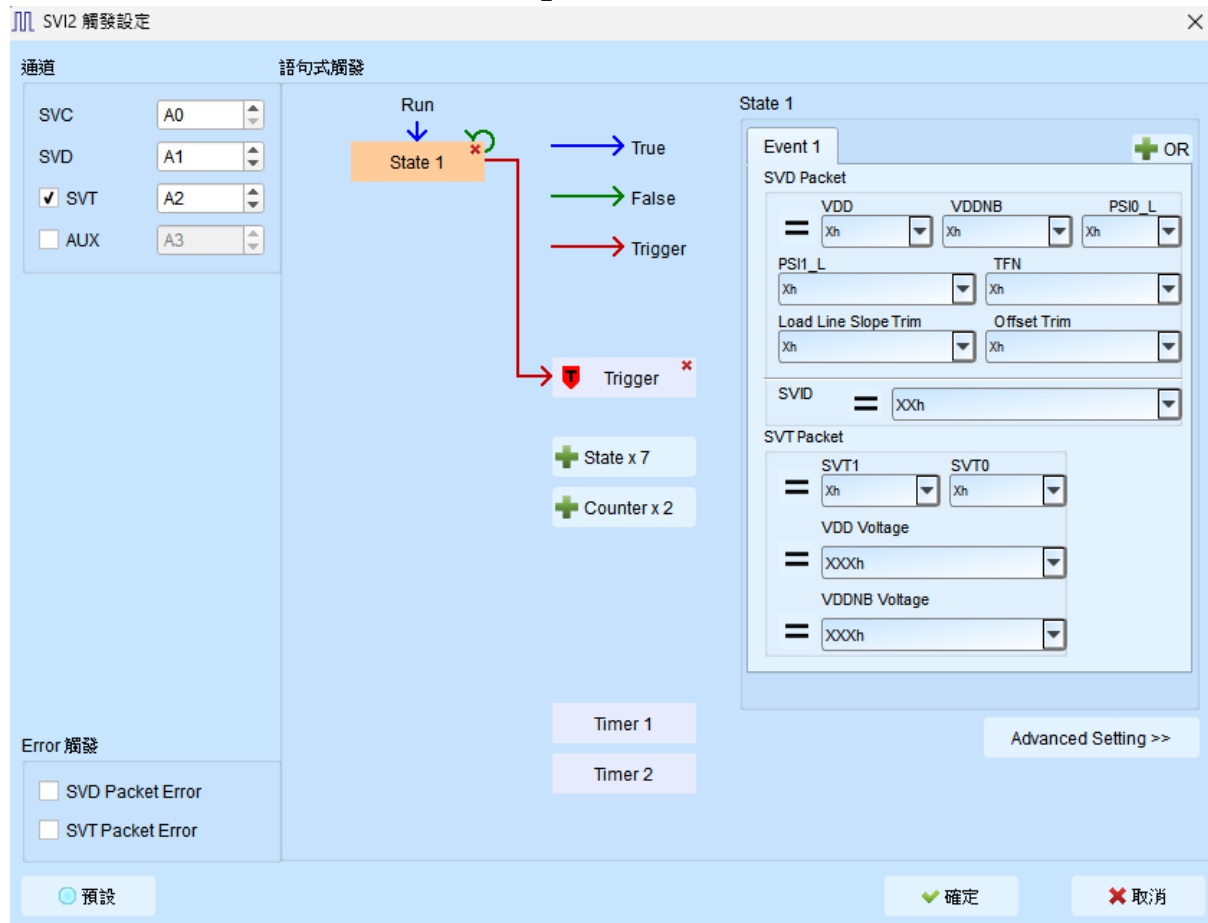 SVI2 觸發設定
通道
SVC A0
SVD A1
SVT A2
AUX A3
語句式觸發
Run
State 1
True
False
Trigger
Trigger
State x 7
Counter x 2
Timer 1
Timer 2
State 1
Event 1
OR
SVD Packet
VDD VDDNB PSI0_L
= Xh Xh Xh
PSI1_L TFN
Xh Xh
Load Line Slope Trim Offset Trim
Xh Xh
SVID = XXh
SVT Packet
SVT1 SVT0
= Xh Xh
VDD Voltage
= XXXh
VDDNB Voltage
= XXXh
Advanced Setting >>
Error 觸發
SVD Packet Error
SVT Packet Error
預設
確定
取消